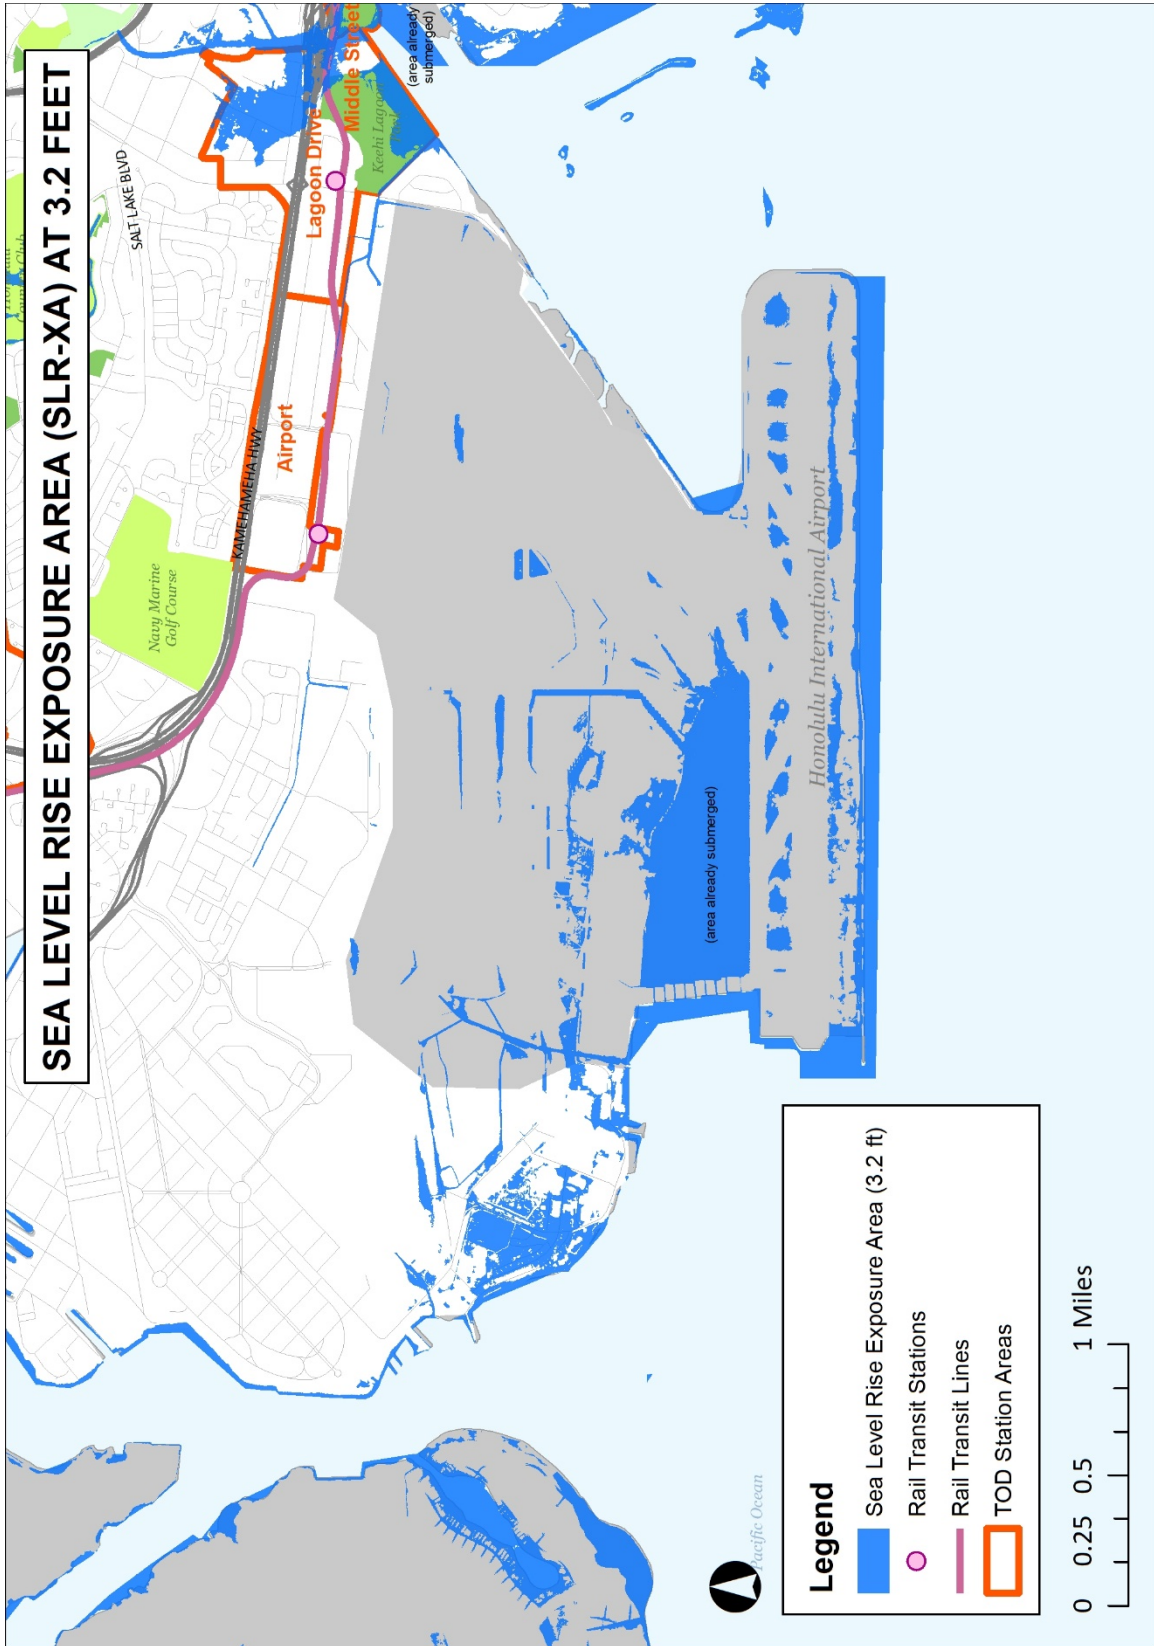 SEA LEVEL RISE EXPOSURE AREA (SLR-XA) AT 3.2 FEET
SALT LAKE BLVD
Navy Marine
Golf Course
KAMEHAMEHA HWY
Airport
Lagoon Drive
Middle Street
Keehi Lagoon
(area already
submerged)
(area already submerged)
Honolulu International Airport
Pacific Ocean
Legend
Sea Level Rise Exposure Area (3.2 ft)
Rail Transit Stations
Rail Transit Lines
TOD Station Areas
0 0.25 0.5 1 Miles